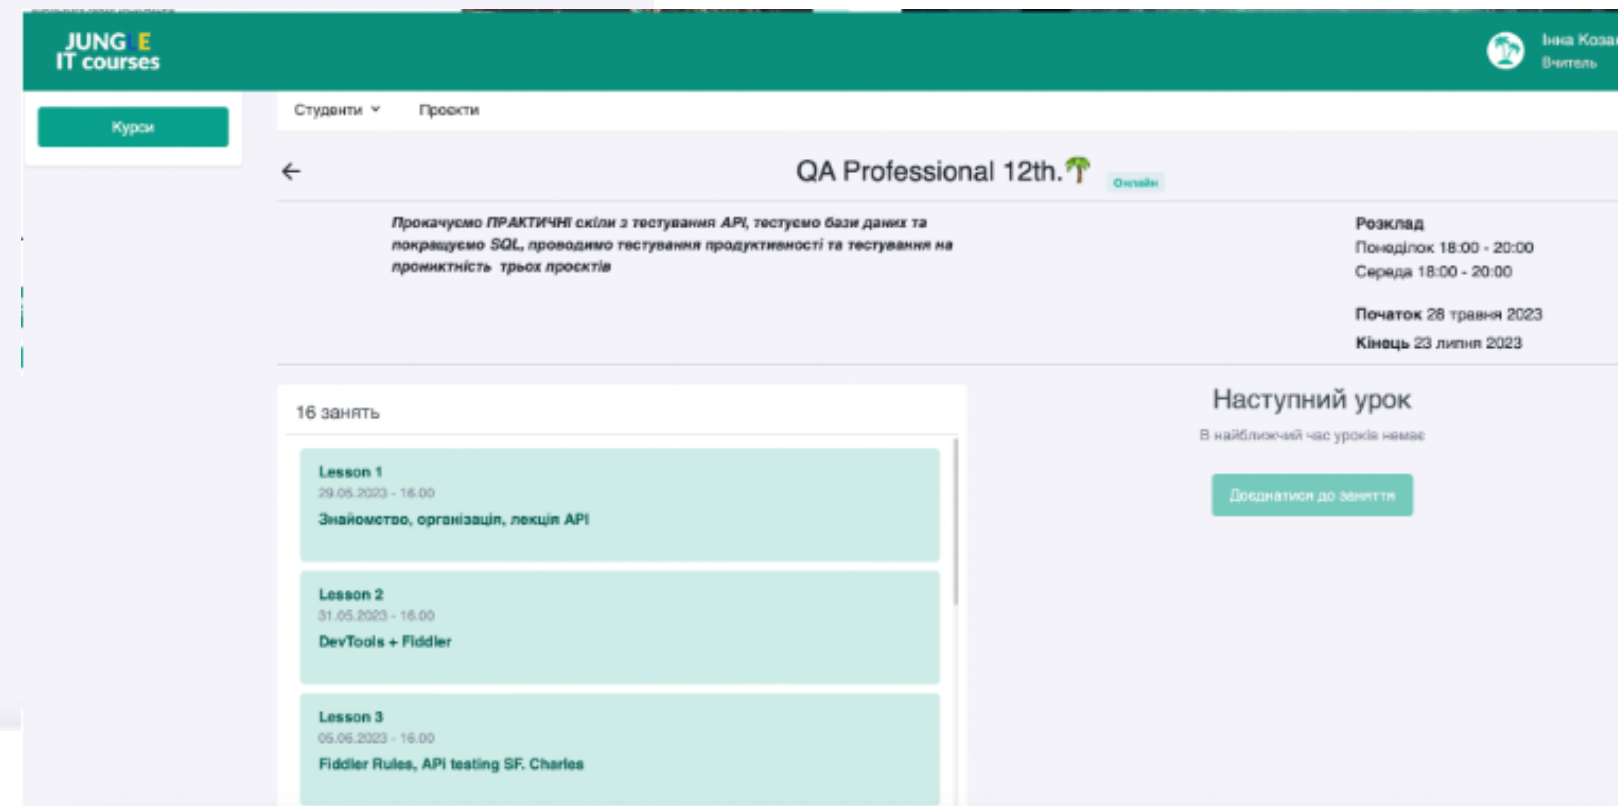 JUNGLE
IT courses
Інна
Вчитель
Курси
Студенти
Проєкти
QA Professional 12th.🌴
Онлайн
Прокачуємо ПРАКТИЧНІ скіли з тестування API, тестуємо бази даних та
покращуємо SQL, проводимо тестування продуктивності та тестування на
прониктність трьох проєктів
Розклад
Понеділок 18:00 - 20:00
Середа 18:00 - 20:00
Початок 28 травня 2023
Кінець 23 липня 2023
16 занять
Lesson 1
29.05.2023 - 16.00
Знайомство, організація, лекція API
Lesson 2
31.05.2023 - 16.00
DevTools + Fiddler
Lesson 3
05.06.2023 - 16.00
Fiddler Rules, APi testing SF. Charles
Наступний урок
В найближчий час уроків немає
Доєднатися до заняття